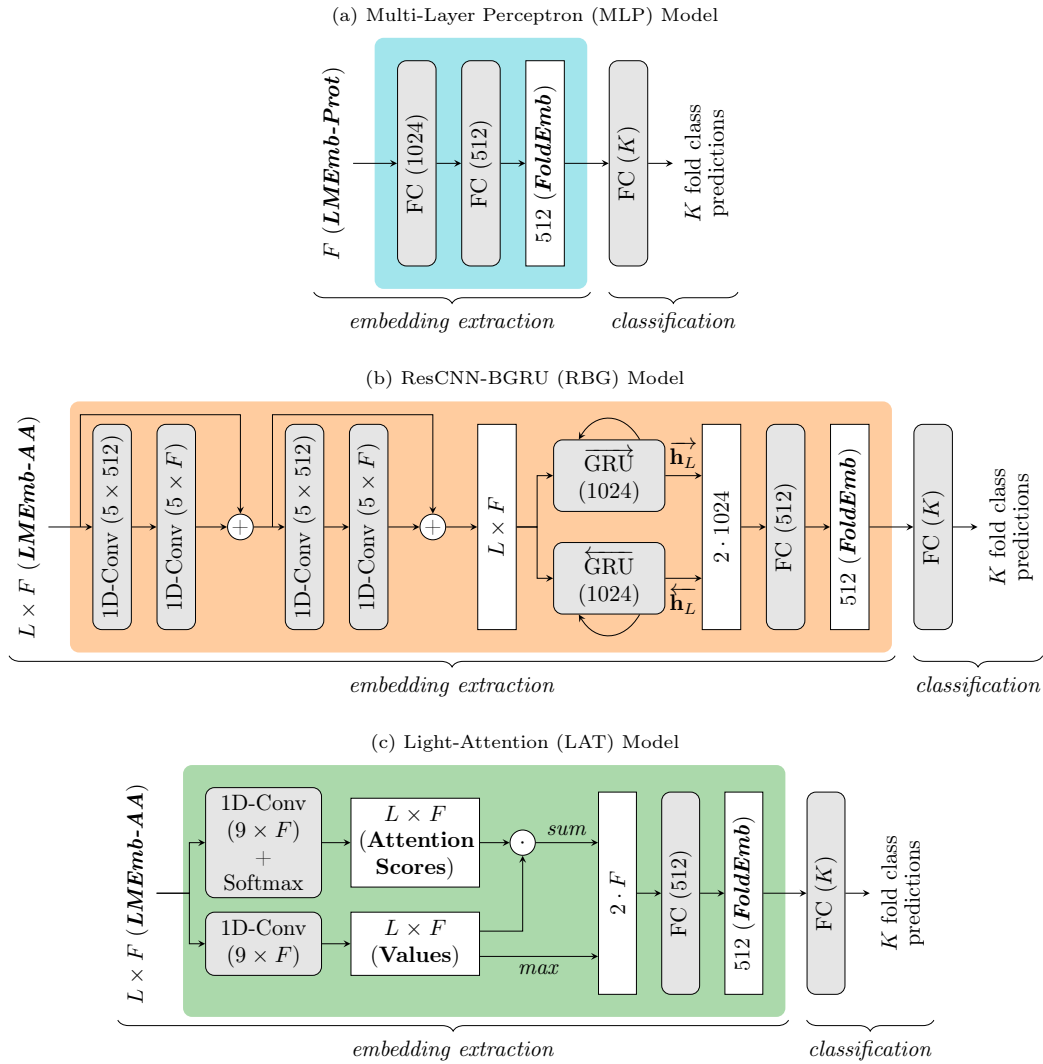 (a) Multi-Layer Perceptron (MLP) Model
F (LMEmb-Prot)
FC (1024)
FC (512)
512 (FoldEmb)
FC (K)
K fold class
predictions
embedding extraction
classification
(b) ResCNN-BGRU (RBG) Model
L × F (LMEmb-AA)
1D-Conv (5 × 512)
1D-Conv (5 × F)
+
1D-Conv (5 × 512)
1D-Conv (5 × F)
+
L × F
GRU
(1024)
h_L
GRU
(1024)
h_L
2 · 1024
FC (512)
512 (FoldEmb)
FC (K)
K fold class
predictions
embedding extraction
classification
(c) Light-Attention (LAT) Model
L × F (LMEmb-AA)
1D-Conv
(9 × F)
+
Softmax
L × F
(Attention
Scores)
·
sum
1D-Conv
(9 × F)
L × F
(Values)
max
2 · F
FC (512)
512 (FoldEmb)
FC (K)
K fold class
predictions
embedding extraction
classification